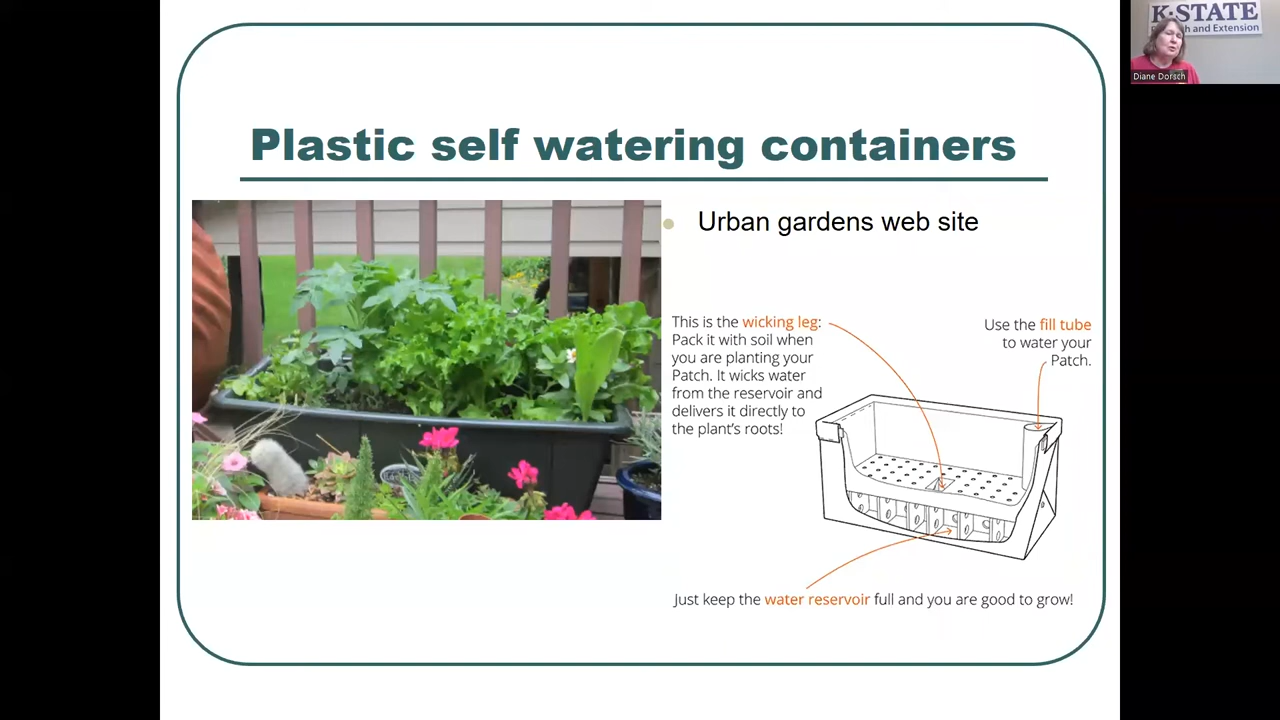 Plastic self watering containers
Urban gardens web site
This is the wicking leg:
Pack it with soil when
you are planting your
Patch. It wicks water
from the reservoir and
delivers it directly to
the plant's roots!
Use the fill tube
to water your
Patch.
Just keep the water reservoir full and you are good to grow!
K-STATE
and Extension
Diane Dorsch